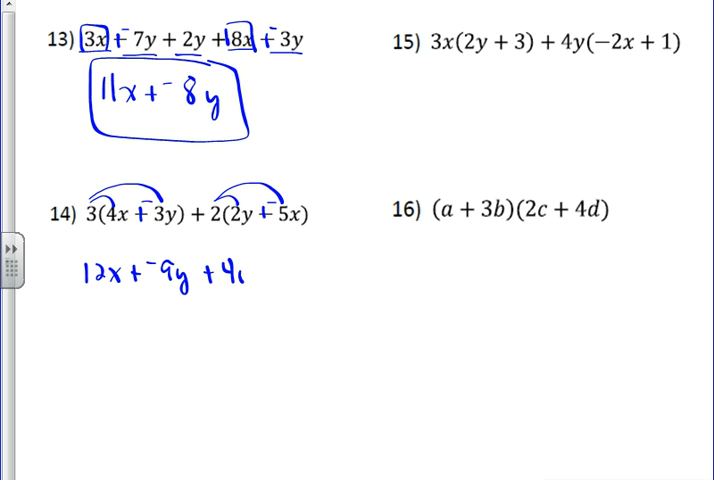 13) 3x + ⁻7y + 2y + 8x + ⁻3y
11x + ⁻8y
14) 3(4x + ⁻3y) + 2(2y + ⁻5x)
12x + ⁻9y + 4
15) 3x(2y + 3) + 4y(−2x + 1)
16) (a + 3b)(2c + 4d)